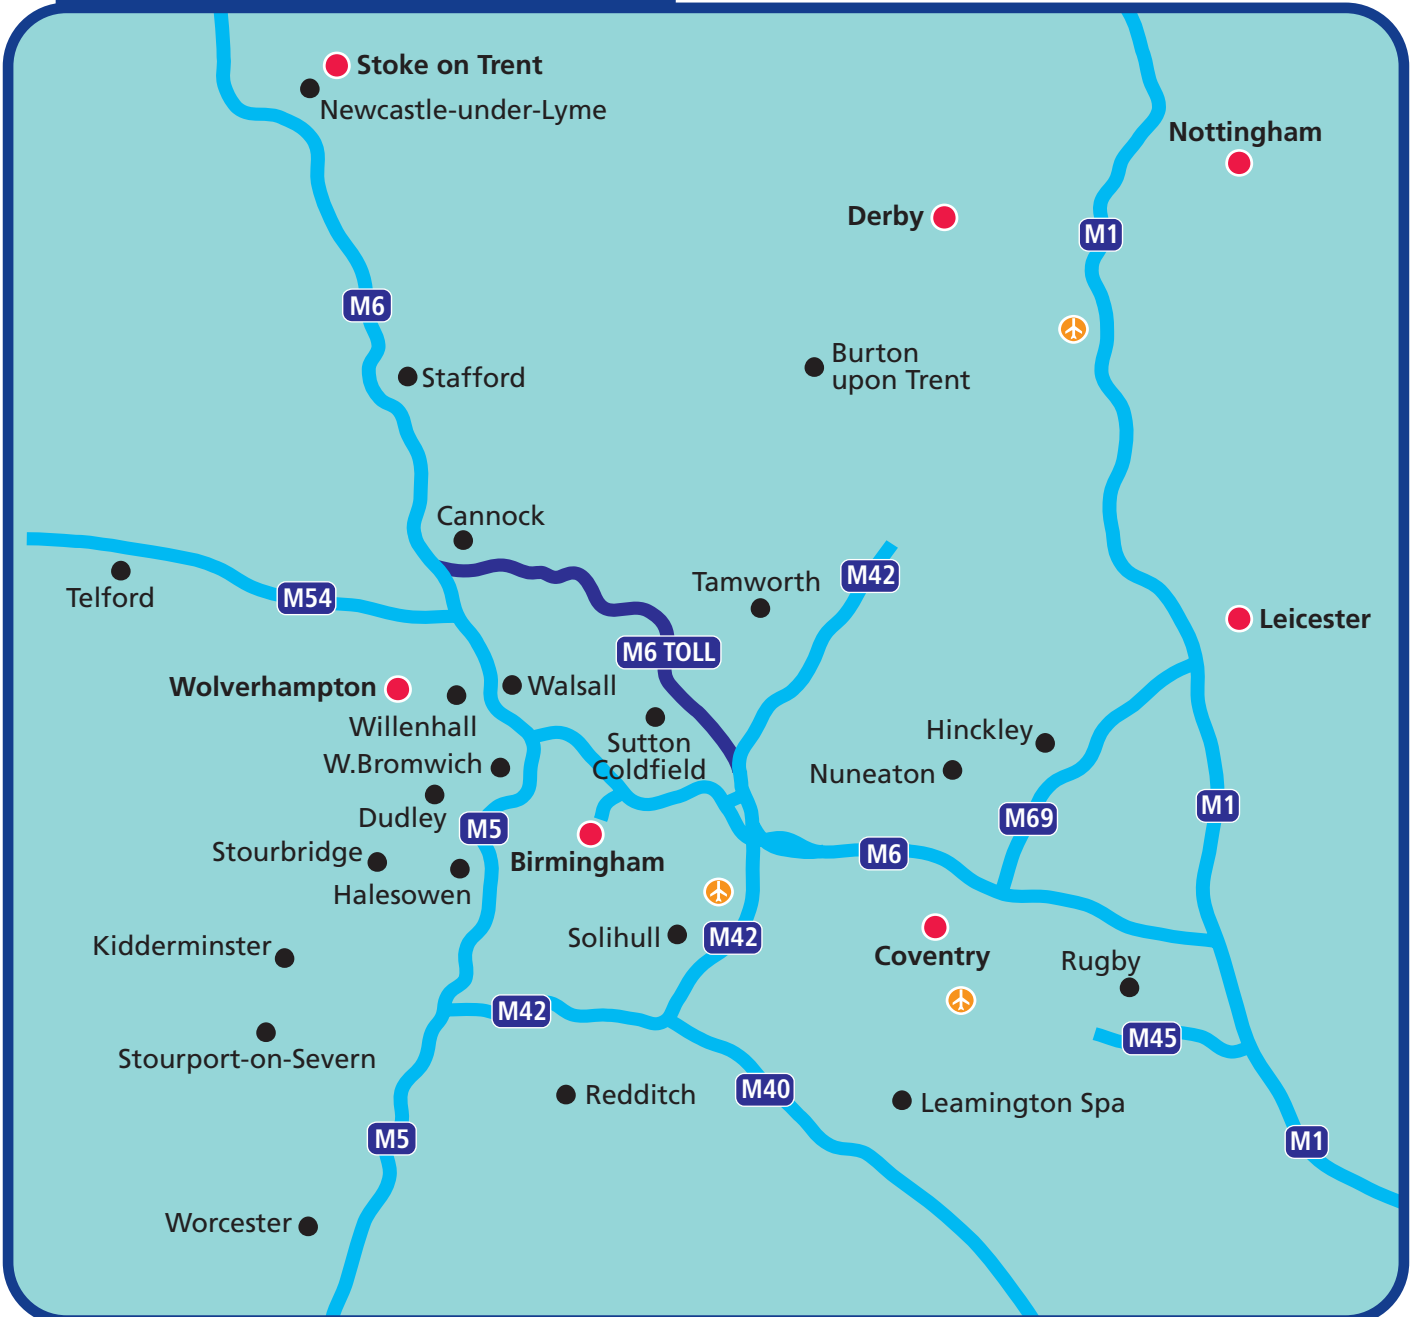 Stoke on Trent
Newcastle-under-Lyme
Nottingham
Derby
M1
M6
Burton
upon Trent
Stafford
Cannock
Tamworth
M42
Telford
M54
Leicester
M6 TOLL
Wolverhampton
Walsall
Willenhall
Hinckley
Sutton
Coldfield
W.Bromwich
Nuneaton
M1
Dudley
M5
M69
Stourbridge
Birmingham
M6
Halesowen
Kidderminster
Solihull
M42
Coventry
Rugby
M42
M45
Stourport-on-Severn
Redditch
M40
Leamington Spa
M5
M1
Worcester